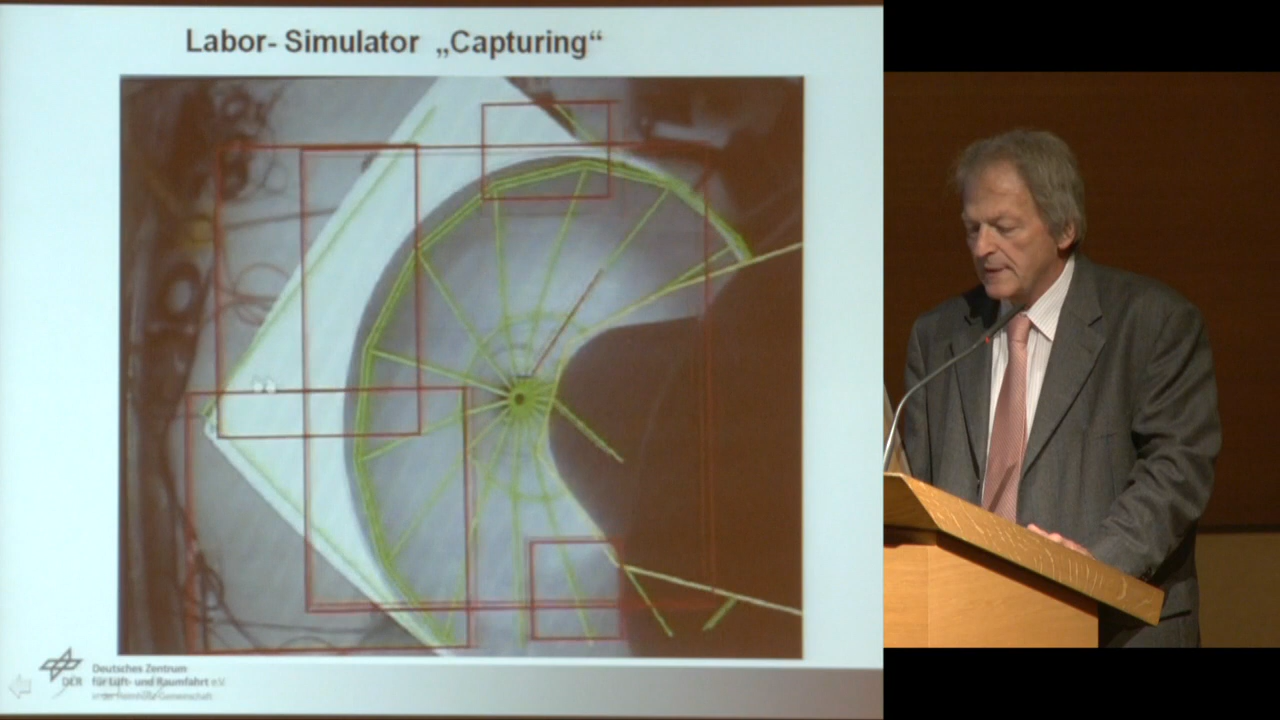 Labor- Simulator „Capturing“
Deutsches Zentrum
DLR für Luft- und Raumfahrt e.V.
in der Helmholtz-Gemeinschaft